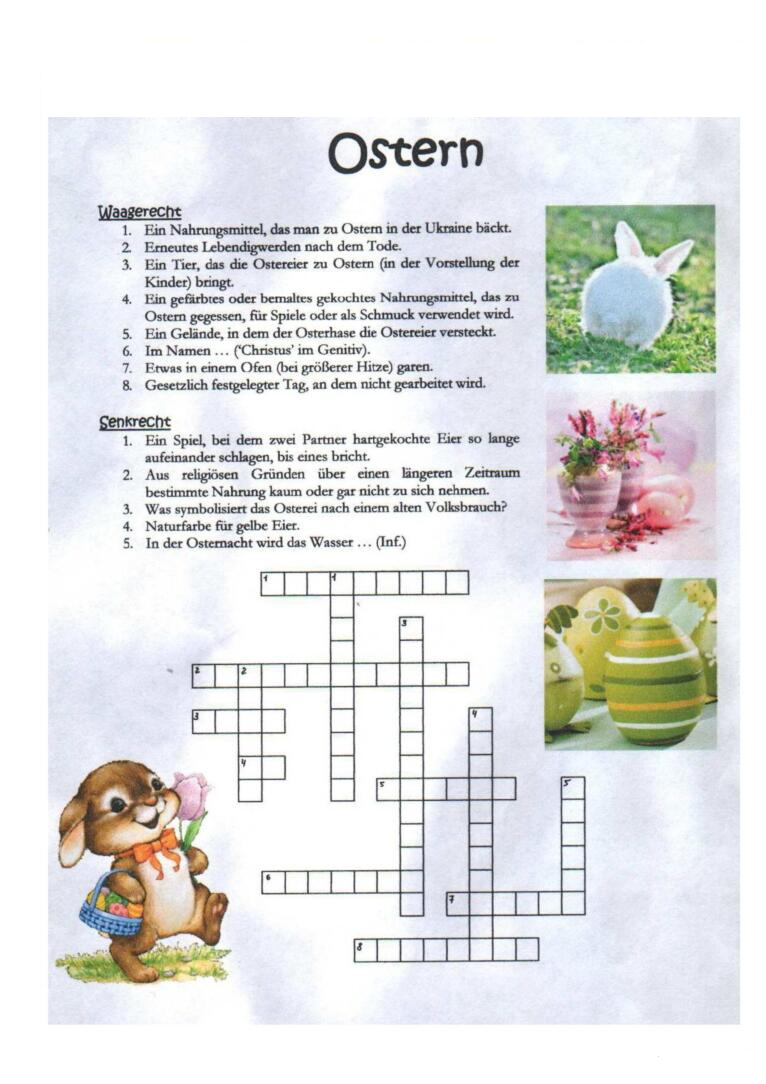 Ostern
Waagerecht
1. Ein Nahrungsmittel, das man zu Ostern in der Ukraine bäckt.
2. Erneutes Lebendigwerden nach dem Tode.
3. Ein Tier, das die Ostereier zu Ostern (in der Vorstellung der
Kinder) bringt.
4. Ein gefärbtes oder bemaltes gekochtes Nahrungsmittel, das zu
Ostern gegessen, für Spiele oder als Schmuck verwendet wird.
5. Ein Gelände, in dem der Osterhase die Ostereier versteckt.
6. Im Namen … (‘Christus’ im Genitiv).
7. Etwas in einem Ofen (bei größerer Hitze) garen.
8. Gesetzlich festgelegter Tag, an dem nicht gearbeitet wird.
Senkrecht
1. Ein Spiel, bei dem zwei Partner hartgekochte Eier so lange
aufeinander schlagen, bis eines bricht.
2. Aus religiösen Gründen über einen längeren Zeitraum
bestimmte Nahrung kaum oder gar nicht zu sich nehmen.
3. Was symbolisiert das Osterei nach einem alten Volksbrauch?
4. Naturfarbe für gelbe Eier.
5. In der Osternacht wird das Wasser … (Inf.)
1 1
3
2 2
3 4
4
5 5
6
7
8